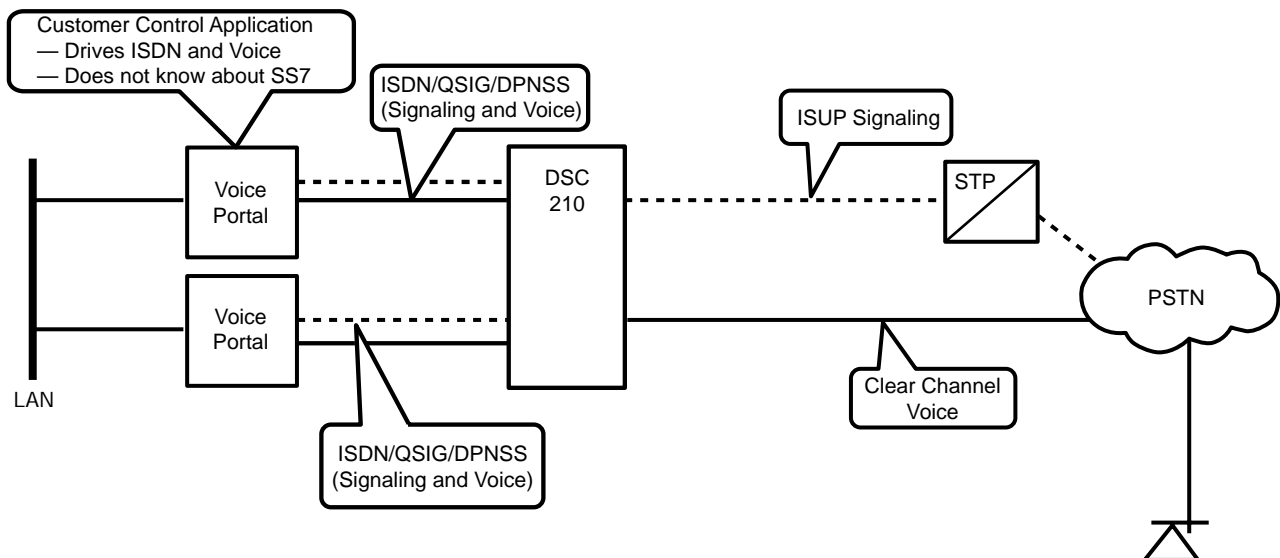 Customer Control Application
— Drives ISDN and Voice
— Does not know about SS7
ISDN/QSIG/DPNSS
(Signaling and Voice)
ISUP Signaling
Voice
Portal
DSC
210
STP
PSTN
Voice
Portal
LAN
Clear Channel
Voice
ISDN/QSIG/DPNSS
(Signaling and Voice)